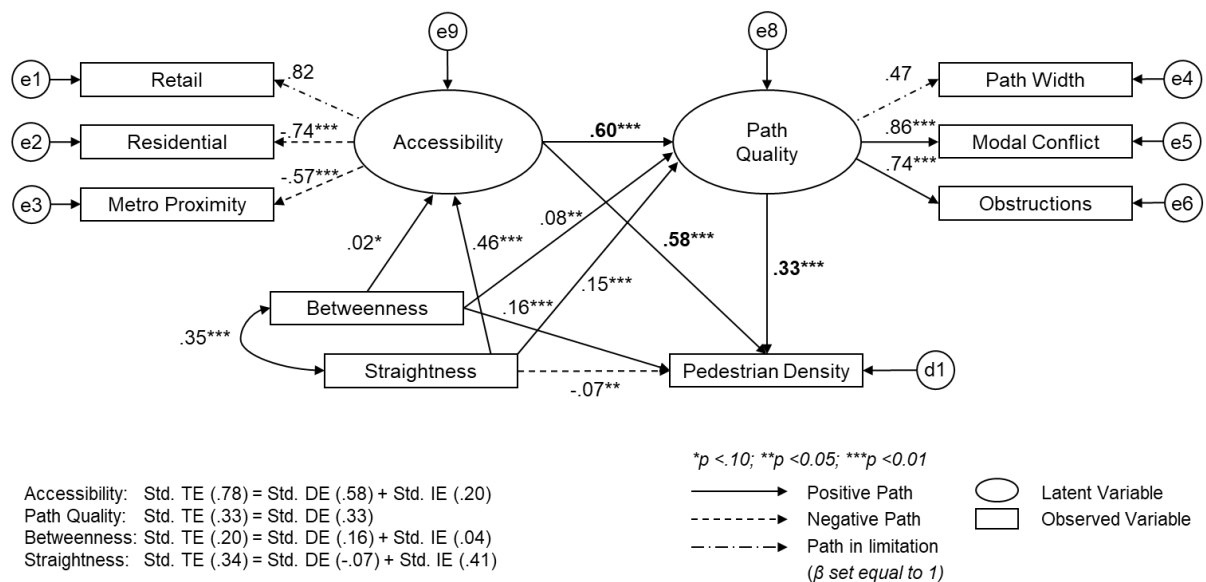 e9
e8
e1
Retail
.82
.47
Path Width
e4
e2
Residential
-.74***
Accessibility
.60***
Path
Quality
.86***
Modal Conflict
e5
e3
Metro Proximity
-.57***
.74***
Obstructions
e6
.02*
.46***
.08**
.58***
.33***
.15***
.16***
Betweenness
.35***
Straightness
-.07**
Pedestrian Density
d1
*p <.10; **p <0.05; ***p <0.01
Accessibility: Std. TE (.78) = Std. DE (.58) + Std. IE (.20)
Path Quality: Std. TE (.33) = Std. DE (.33)
Betweenness: Std. TE (.20) = Std. DE (.16) + Std. IE (.04)
Straightness: Std. TE (.34) = Std. DE (-.07) + Std. IE (.41)
Positive Path
Latent Variable
Negative Path
Observed Variable
Path in limitation
(β set equal to 1)